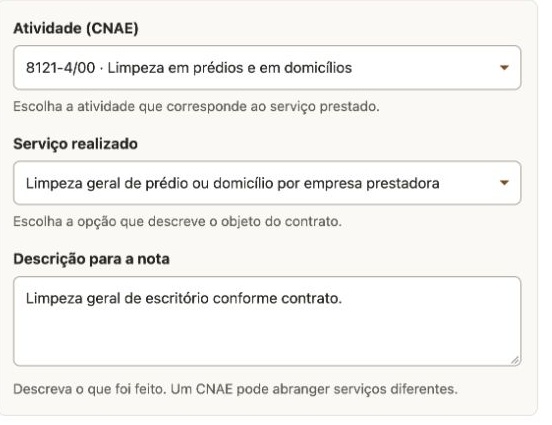 Atividade (CNAE)
8121-4/00 · Limpeza em prédios e em domicílios
Escolha a atividade que corresponde ao serviço prestado.
Serviço realizado
Limpeza geral de prédio ou domicílio por empresa prestadora
Escolha a opção que descreve o objeto do contrato.
Descrição para a nota
Limpeza geral de escritório conforme contrato.
Descreva o que foi feito. Um CNAE pode abranger serviços diferentes.